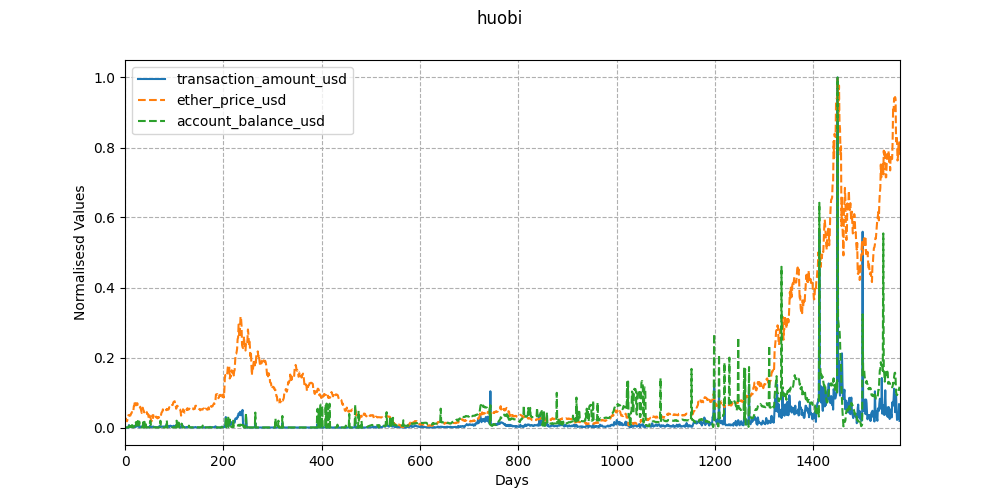 huobi
transaction_amount_usd
ether_price_usd
account_balance_usd
1.0
0.8
0.6
0.4
0.2
0.0
Normalisesd Values
0 200 400 600 800 1000 1200 1400
Days